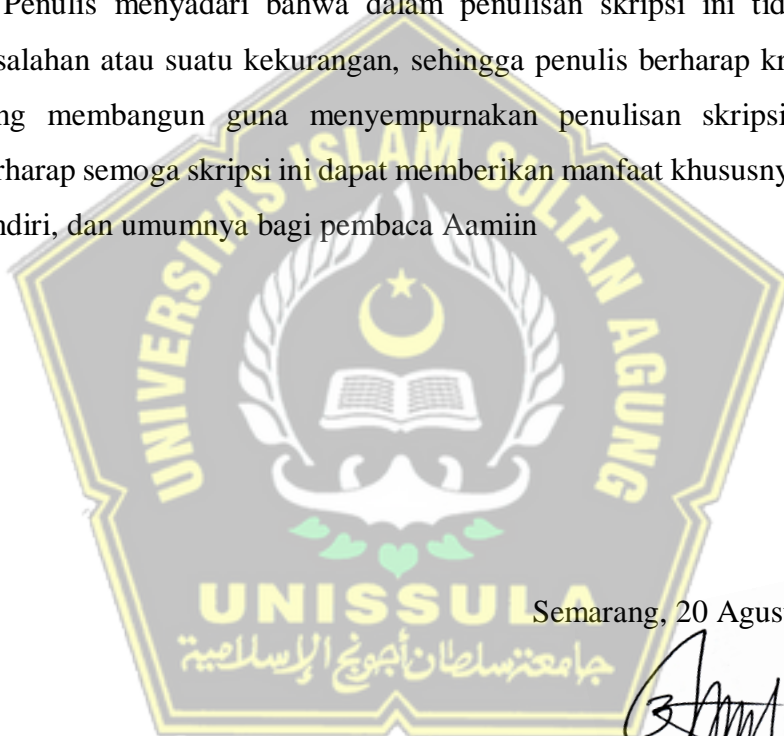 Penulis menyadari bahwa dalam penulisan skripsi ini tid
salahan atau suatu kekurangan, sehingga penulis berharap kr
ng membangun guna menyempurnakan penulisan skripsi
rharap semoga skripsi ini dapat memberikan manfaat khususny
ndiri, dan umumnya bagi pembaca Aamiin
UNIVERSITAS ISLAM SULTAN AGUNG
UNISSULA
جامعة سلطان أجونج الإسلامية
Semarang, 20 Agus